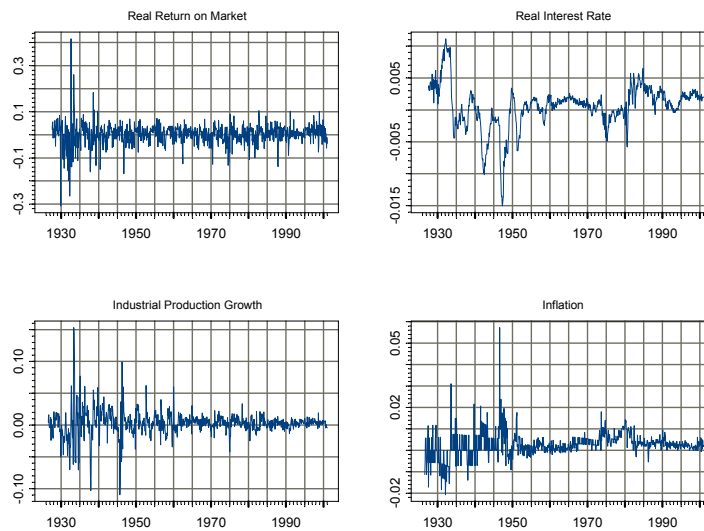 Real Return on Market
0.3
0.1
-0.1
-0.3
1930 1950 1970 1990
Real Interest Rate
0.005
-0.005
-0.015
1930 1950 1970 1990
Industrial Production Growth
0.10
0.00
-0.10
1930 1950 1970 1990
Inflation
0.05
0.02
-0.02
1930 1950 1970 1990